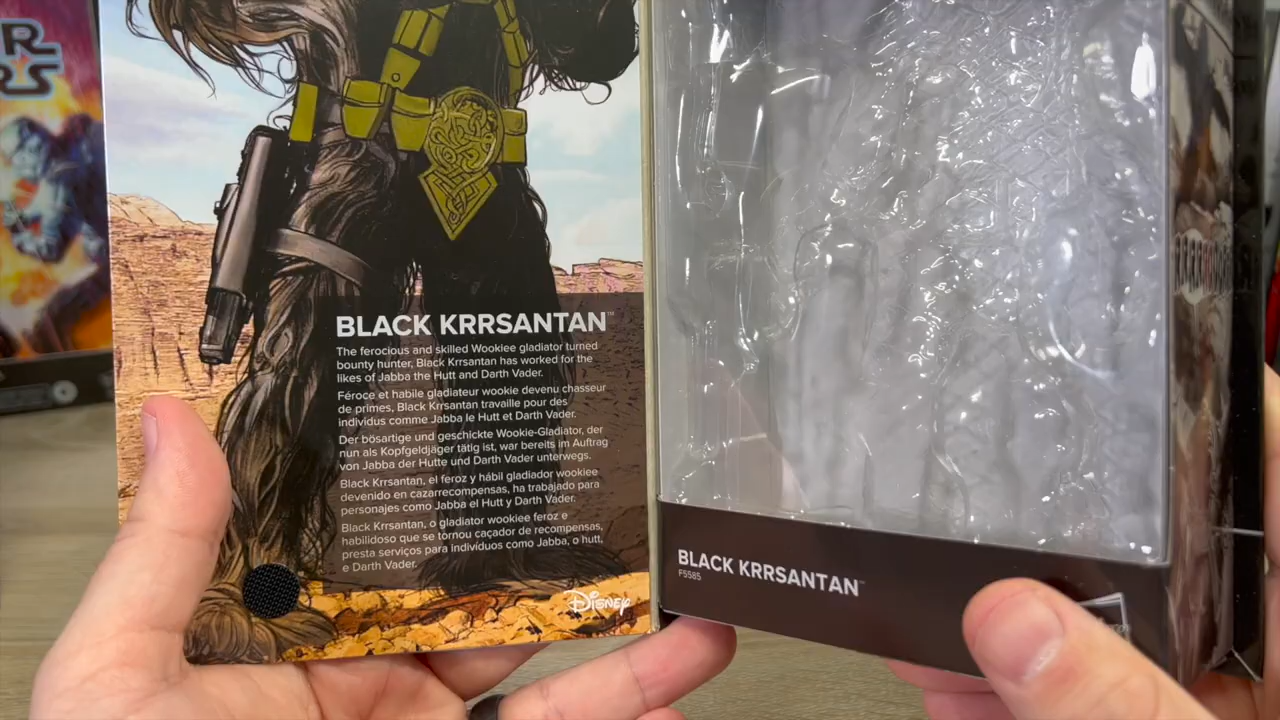 BLACK KRRSANTAN™
The ferocious and skilled Wookiee gladiator turned
bounty hunter, Black Krrsantan has worked for the
likes of Jabba the Hutt and Darth Vader.
Féroce et habile gladiateur wookie devenu chasseur
de primes, Black Krrsantan travaille pour des
individus comme Jabba le Hutt et Darth Vader.
Der bösartige und geschickte Wookie-Gladiator, der
nun als Kopfgeldjäger tätig ist, war bereits im Auftrag
von Jabba der Hutte und Darth Vader unterwegs.
Black Krrsantan, el feroz y hábil gladiador wookiee
devenido en cazarrecompensas, ha trabajado para
personajes como Jabba el Hutt y Darth Vader.
Black Krrsantan, o gladiator wookiee feroz e
habilidoso que se tornou caçador de recompensas,
presta serviços para indivíduos como Jabba, o hutt,
e Darth Vader.
Disney
BLACK KRRSANTAN™
F5585